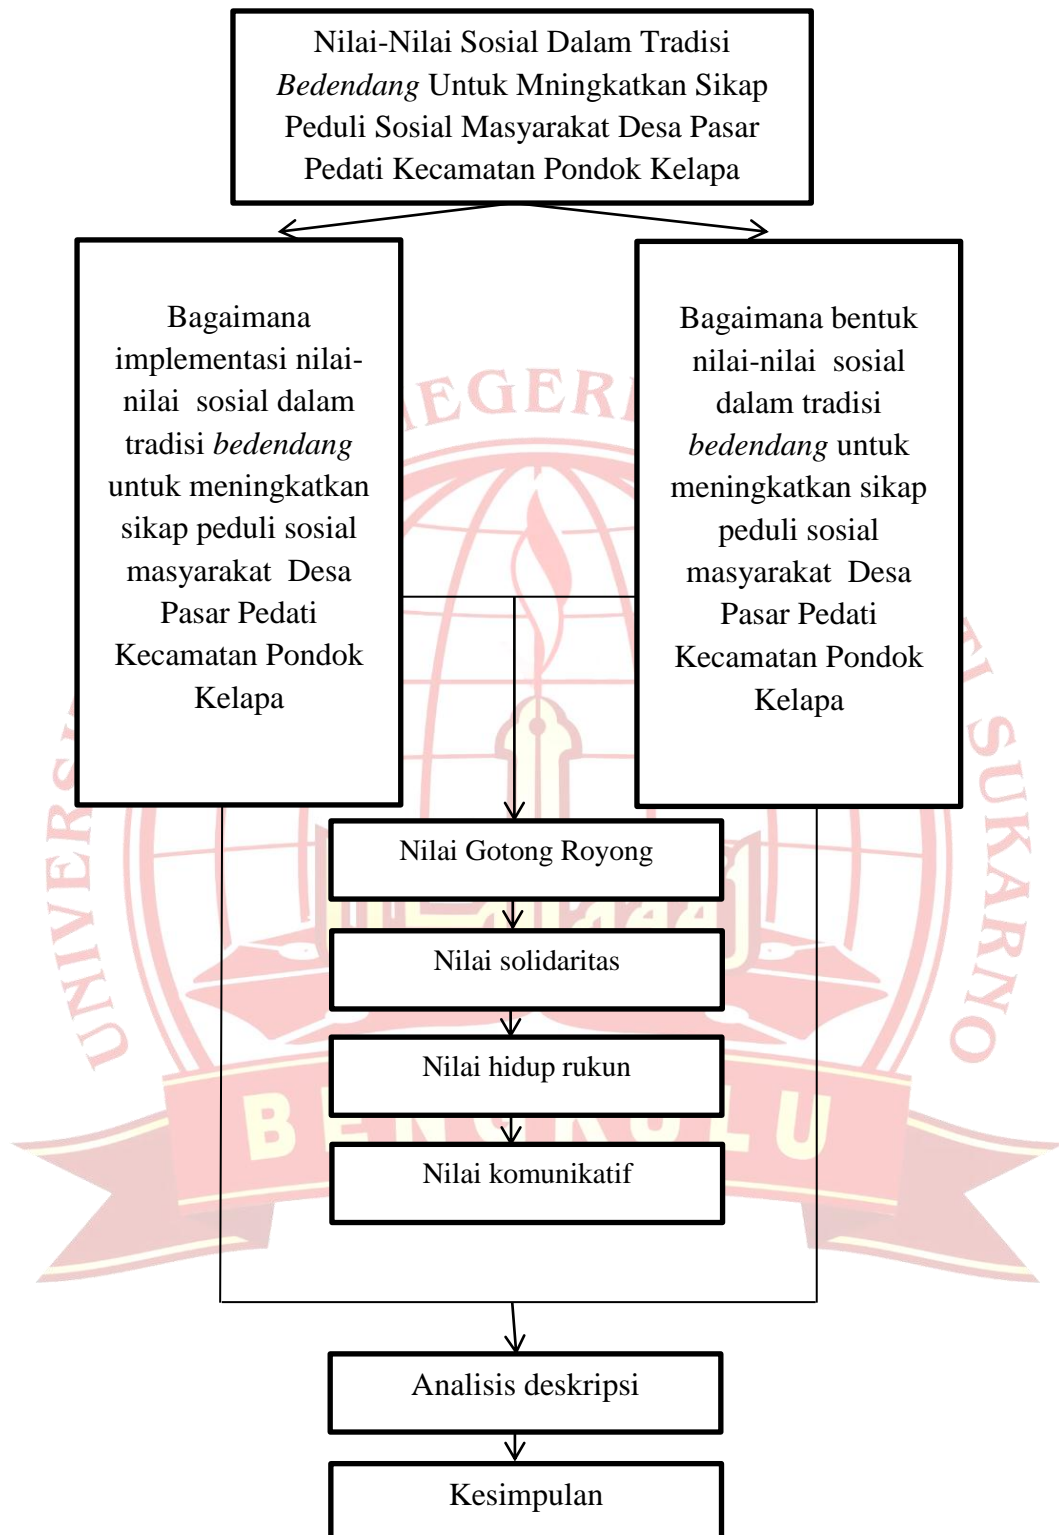 Nilai-Nilai Sosial Dalam Tradisi
Bedendang Untuk Mningkatkan Sikap
Peduli Sosial Masyarakat Desa Pasar
Pedati Kecamatan Pondok Kelapa
Bagaimana
implementasi nilai-
nilai sosial dalam
tradisi bedendang
untuk meningkatkan
sikap peduli sosial
masyarakat Desa
Pasar Pedati
Kecamatan Pondok
Kelapa
Bagaimana bentuk
nilai-nilai sosial
dalam tradisi
bedendang untuk
meningkatkan sikap
peduli sosial
masyarakat Desa
Pasar Pedati
Kecamatan Pondok
Kelapa
Nilai Gotong Royong
Nilai solidaritas
Nilai hidup rukun
Nilai komunikatif
Analisis deskripsi
Kesimpulan
SUKARNO
BENGKULU